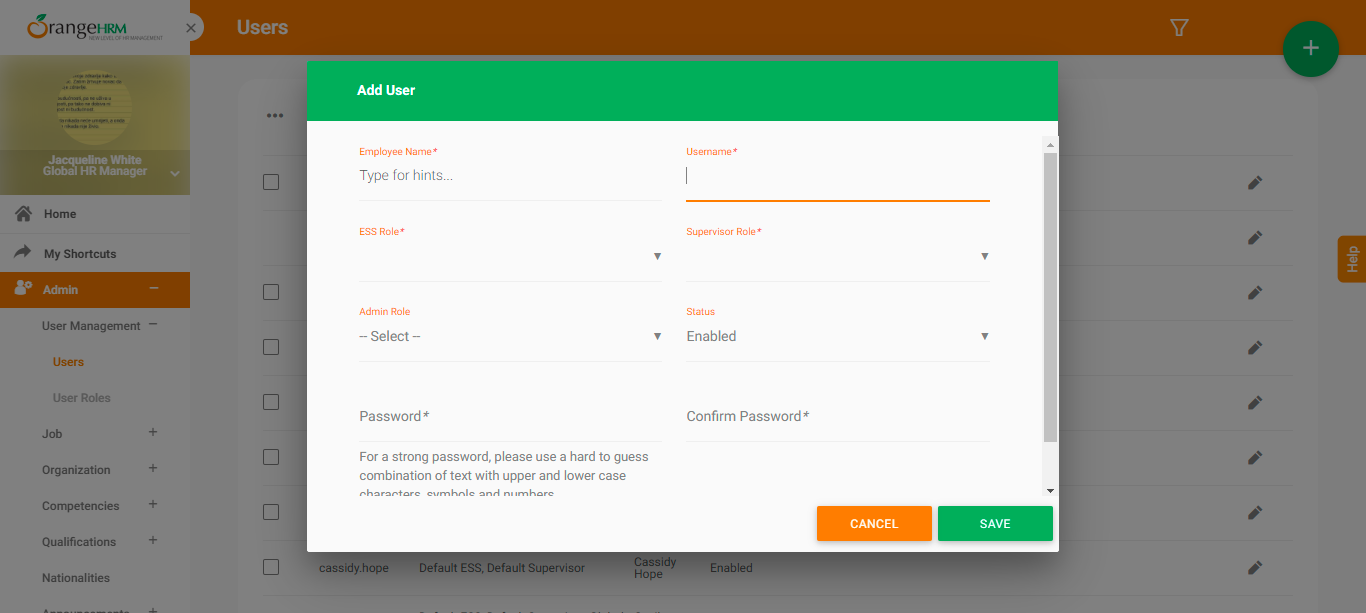 OrangeHRM
NEW LEVEL OF HR MANAGEMENT
Users
Jacqueline White
Global HR Manager
Home
My Shortcuts
Admin
User Management
Users
User Roles
Job
Organization
Competencies
Qualifications
Nationalities
Add User
Employee Name*
Username*
Type for hints...
ESS Role*
Supervisor Role*
Admin Role
Status
-- Select --
Enabled
Password*
Confirm Password*
For a strong password, please use a hard to guess
combination of text with upper and lower case
characters, symbols and numbers
CANCEL
SAVE
cassidy.hope
Default ESS, Default Supervisor
Cassidy
Hope
Enabled
Help